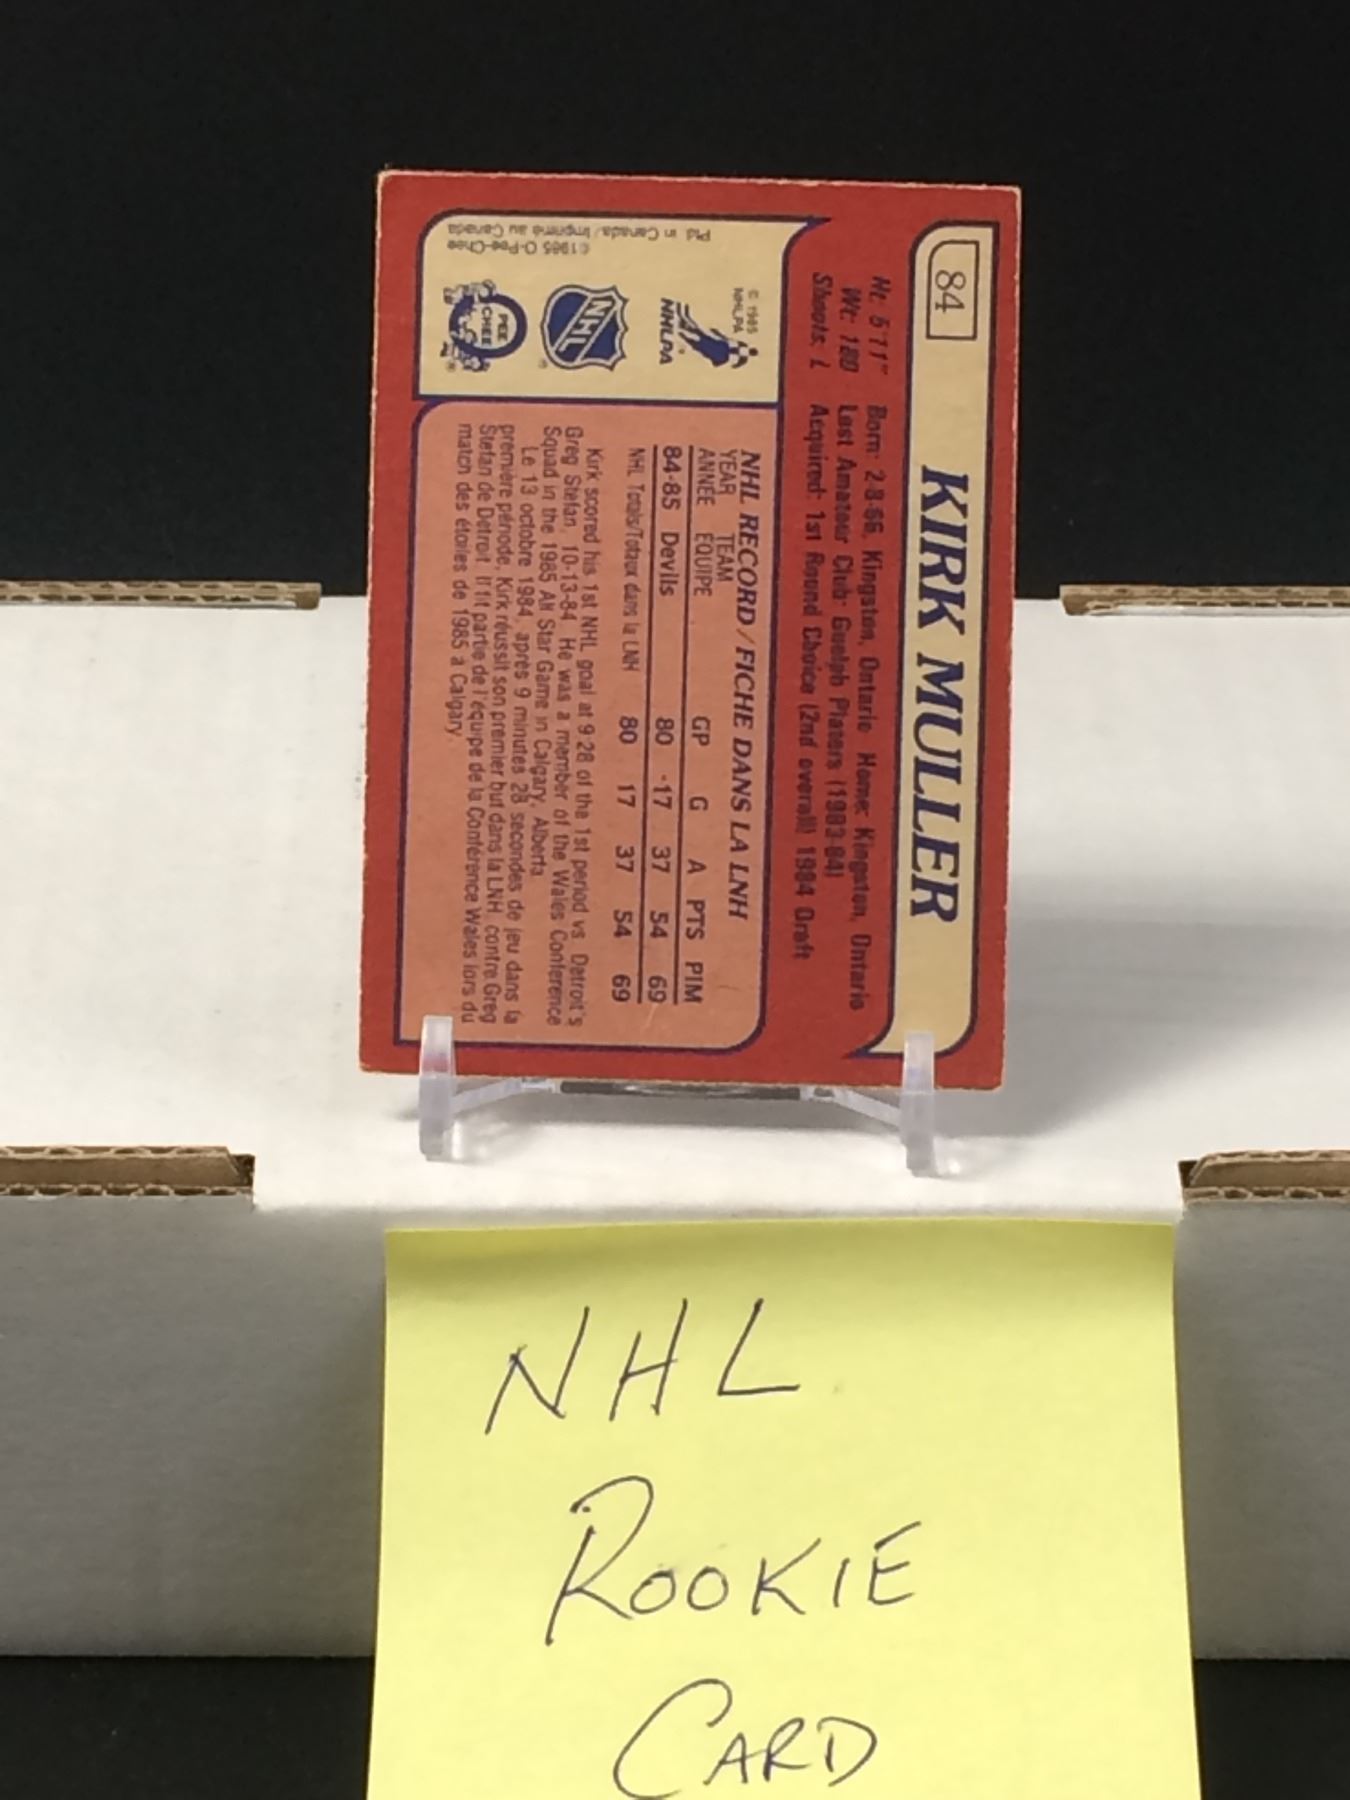 84
KIRK MULLER
Ht: 5'11" Born: 2-8-66, Kingston, Ontario Home: Kingston, Ontario
Wt: 180 Last Amateur Club: Guelph Platers (1983-84)
Shoots: L Acquired: 1st Round Choice (2nd overall) 1984 Draft
© 1985
NHLPA
NHLPA
NHL
PEE
CHEE
©1985 O-Pee-Chee
Ptd. in Canada/Imprimé au Canada
NHL RECORD/FICHE DANS LA LNH
YEAR TEAM
ANNÉE ÉQUIPE GP G A PTS PIM
84-85 Devils 80 17 37 54 69
NHL Totals/Totaux dans la LNH 80 17 37 54 69
Kirk scored his 1st NHL goal at 9:28 of the 1st period vs. Detroit's
Greg Stefan, 10-13-84. He was a member of the Wales Conference
Squad in the 1985 All Star Game in Calgary, Alberta.
Le 13 octobre 1984, après 9 minutes 28 secondes de jeu dans la
première période, Kirk réussit son premier but dans la LNH contre Greg
Stefan de Detroit. Il fit partie de l'équipe de la Conférence Wales lors du
match des étoiles de 1985 à Calgary.
NHL
ROOKIE
CARD